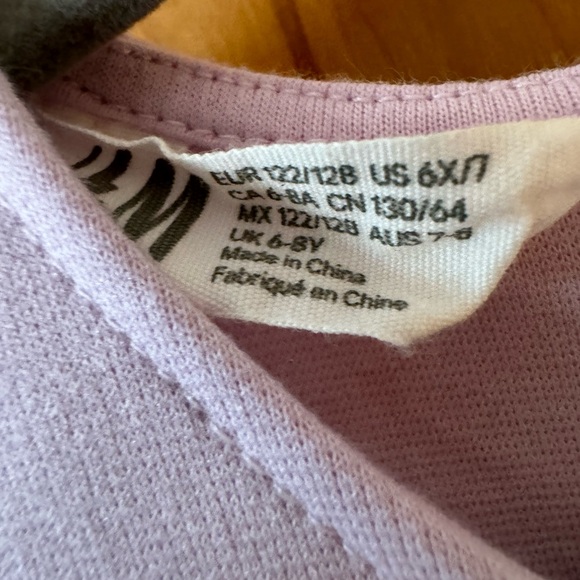 H&M
EUR 122/128 US 6X/7
CA 6-8A CN 130/64
MX 122/128 AUS 7-8
UK 6-8Y
Made in China
Fabriqué en Chine